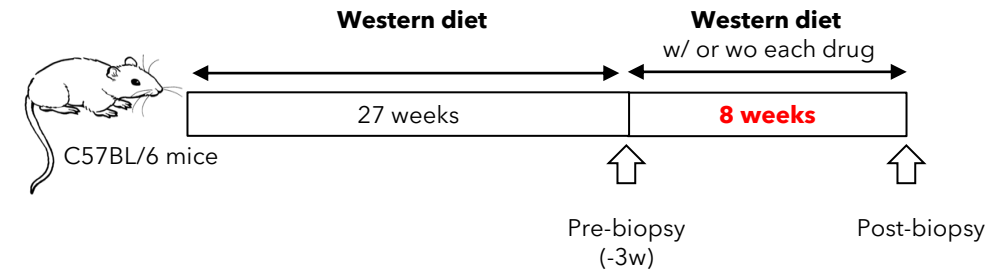 Western diet
Western diet
w/ or wo each drug
27 weeks
8 weeks
C57BL/6 mice
Pre-biopsy
(-3w)
Post-biopsy